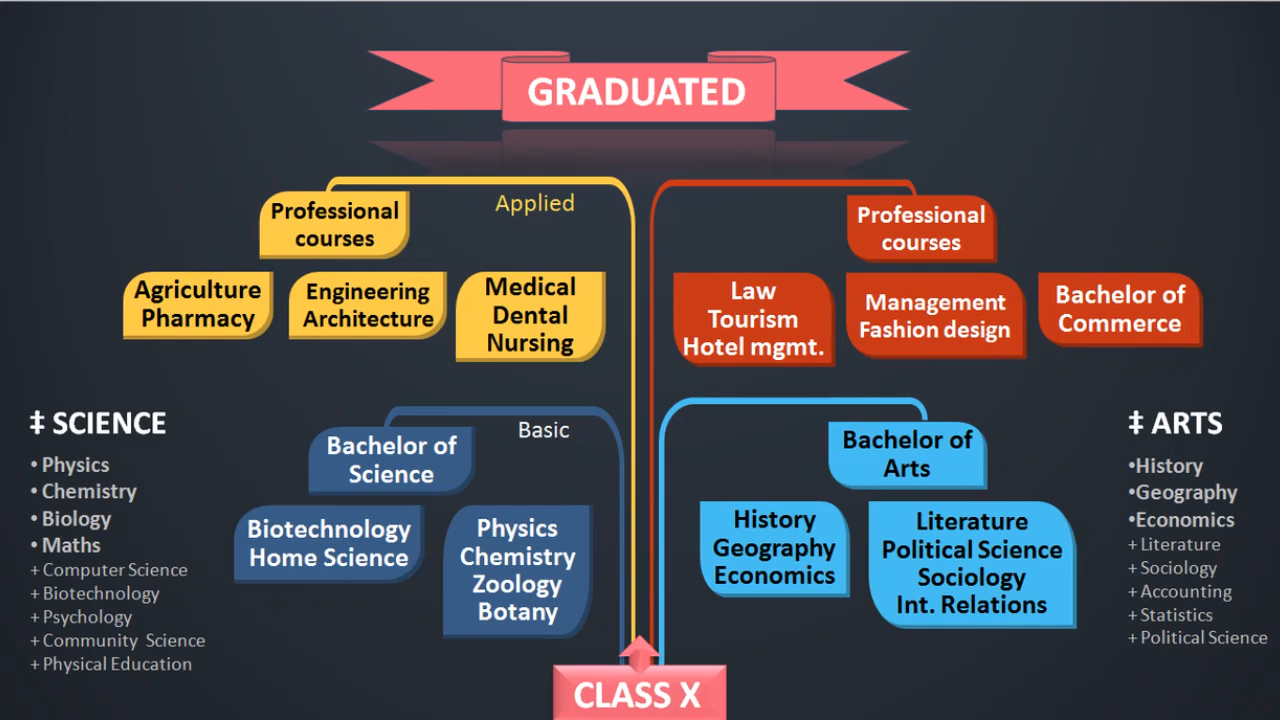 GRADUATED
Applied
Professional
courses
Agriculture
Pharmacy
Engineering
Architecture
Medical
Dental
Nursing
Professional
courses
Law
Tourism
Hotel mgmt.
Management
Fashion design
Bachelor of
Commerce
‡ SCIENCE
• Physics
• Chemistry
• Biology
• Maths
+ Computer Science
+ Biotechnology
+ Psychology
+ Community Science
+ Physical Education
Basic
Bachelor of
Science
Biotechnology
Home Science
Physics
Chemistry
Zoology
Botany
Bachelor of
Arts
History
Geography
Economics
Literature
Political Science
Sociology
Int. Relations
‡ ARTS
•History
•Geography
•Economics
+ Literature
+ Sociology
+ Accounting
+ Statistics
+ Political Science
CLASS X